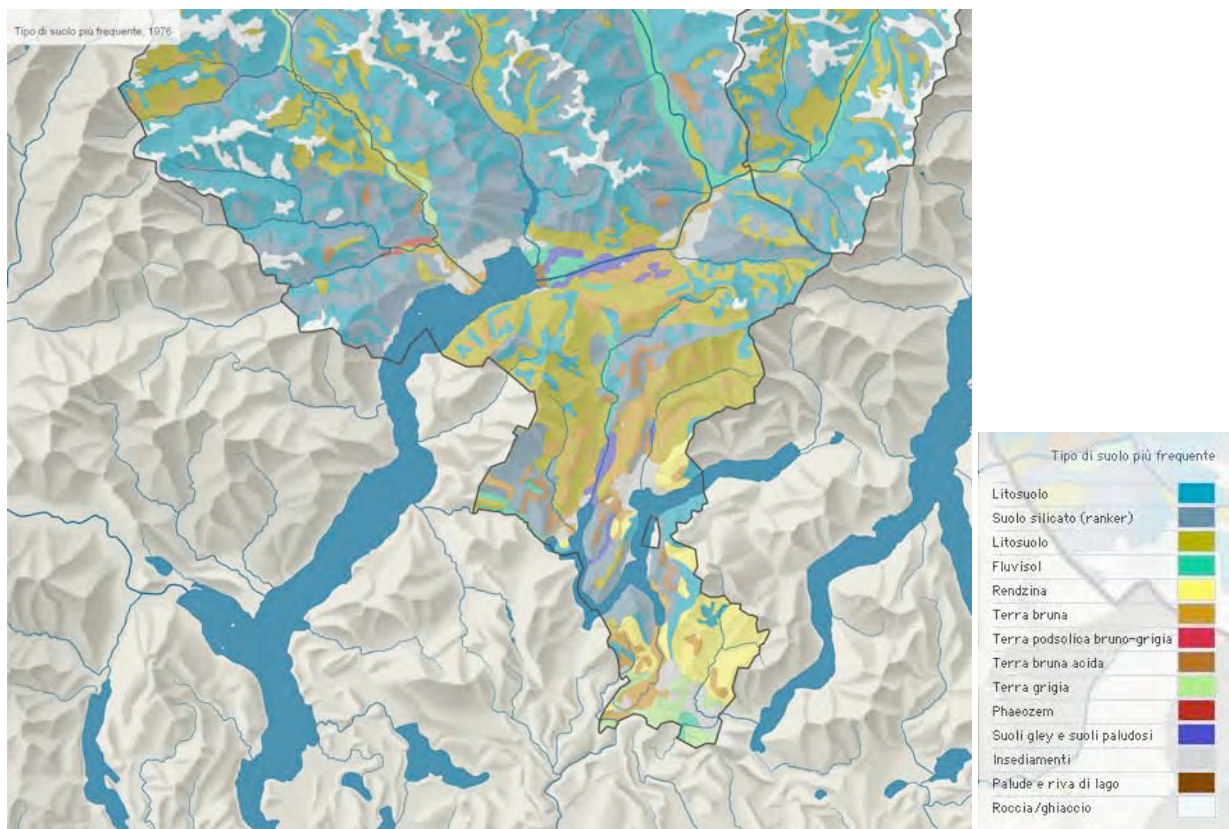 Tipo di suolo più frequente, 1976
Tipo di suolo più frequente
Litosuolo
Suolo silicato (ranker)
Litosuolo
Fluvisol
Rendzina
Terra bruna
Terra podsolica bruno-grigia
Terra bruna acida
Terra grigia
Phaeozem
Suoli gley e suoli paludosi
Insediamenti
Palude e riva di lago
Roccia/ghiaccio